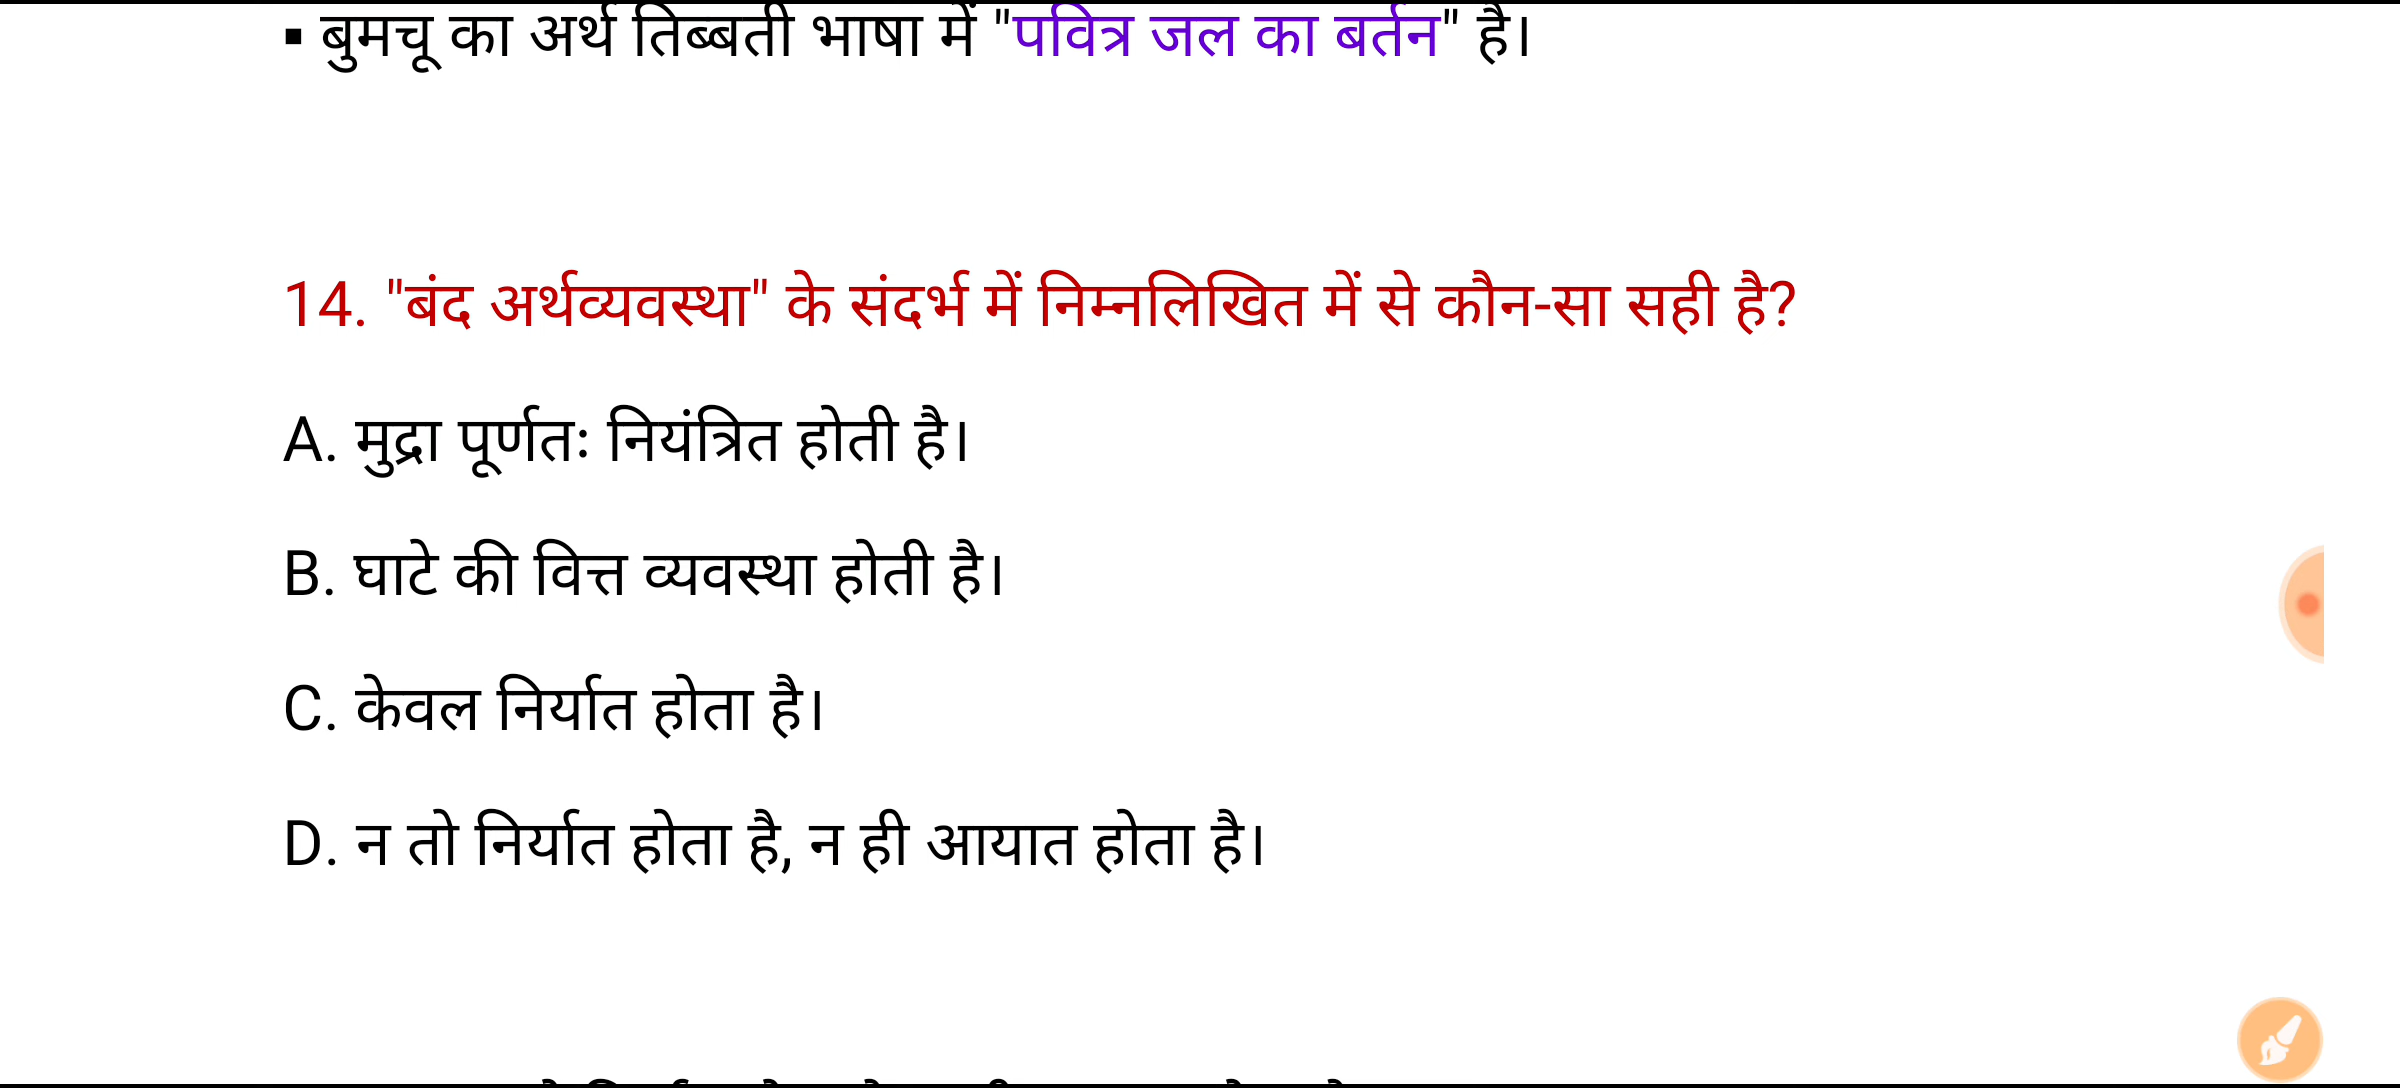 ▪ बुमचू का अर्थ तिब्बती भाषा में "पवित्र जल का बर्तन" है।
14. "बंद अर्थव्यवस्था" के संदर्भ में निम्नलिखित में से कौन-सा सही है?
A. मुद्रा पूर्णतः नियंत्रित होती है।
B. घाटे की वित्त व्यवस्था होती है।
C. केवल निर्यात होता है।
D. न तो निर्यात होता है, न ही आयात होता है।